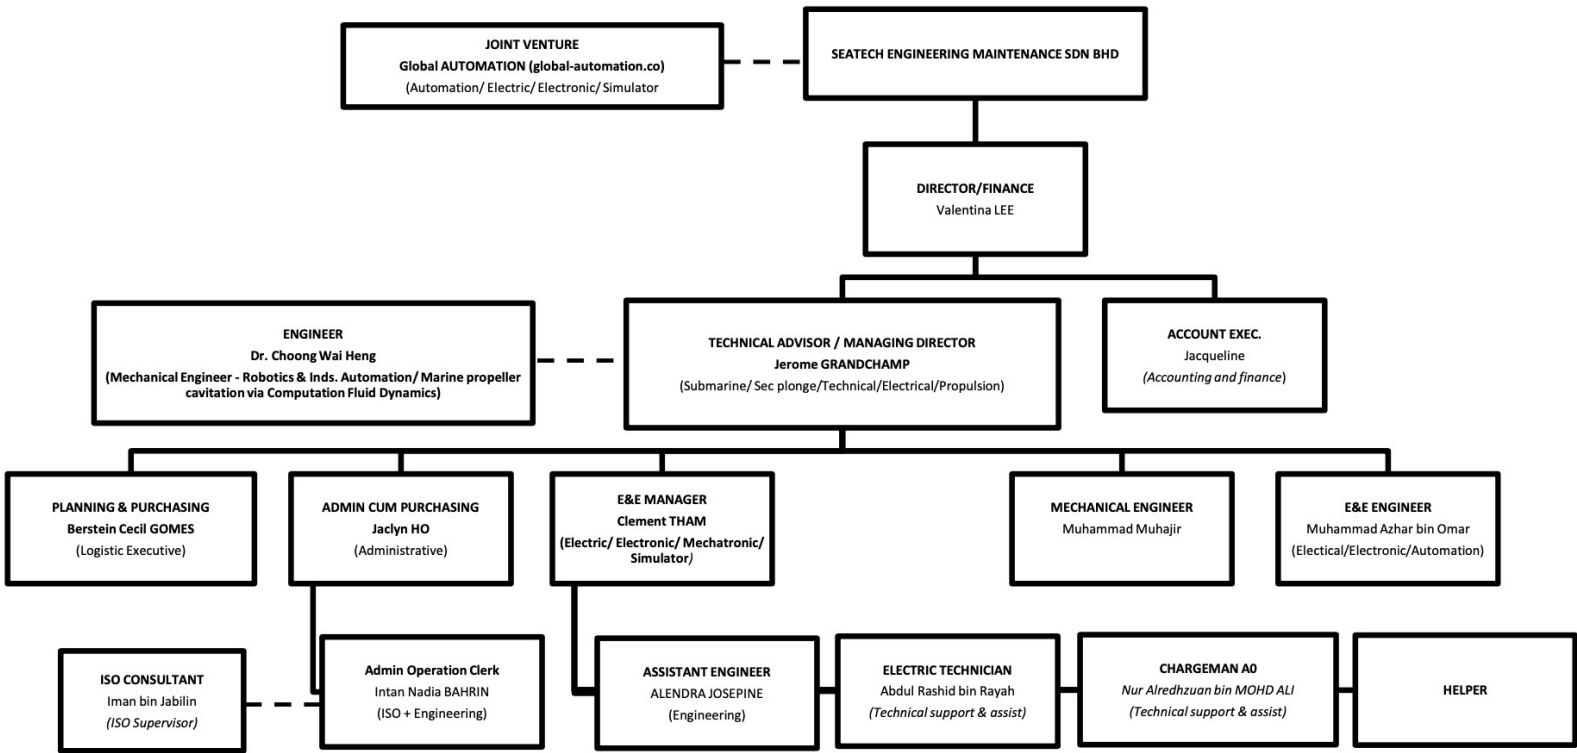 JOINT VENTURE
Global AUTOMATION (global-automation.co)
(Automation/ Electric/ Electronic/ Simulator
SEATECH ENGINEERING MAINTENANCE SDN BHD
DIRECTOR/FINANCE
Valentina LEE
ENGINEER
Dr. Choong Wai Heng
(Mechanical Engineer - Robotics & Inds. Automation/ Marine propeller
cavitation via Computation Fluid Dynamics)
TECHNICAL ADVISOR / MANAGING DIRECTOR
Jerome GRANDCHAMP
(Submarine/ Sec plonge/Technical/Electrical/Propulsion)
ACCOUNT EXEC.
Jacqueline
(Accounting and finance)
PLANNING & PURCHASING
Berstein Cecil GOMES
(Logistic Executive)
ADMIN CUM PURCHASING
Jaclyn HO
(Administrative)
E&E MANAGER
Clement THAM
(Electric/ Electronic/ Mechatronic/
Simulator)
MECHANICAL ENGINEER
Muhammad Muhajir
E&E ENGINEER
Muhammad Azhar bin Omar
(Electical/Electronic/Automation)
ISO CONSULTANT
Iman bin Jabilin
(ISO Supervisor)
Admin Operation Clerk
Intan Nadia BAHRIN
(ISO + Engineering)
ASSISTANT ENGINEER
ALENDRA JOSEPINE
(Engineering)
ELECTRIC TECHNICIAN
Abdul Rashid bin Rayah
(Technical support & assist)
CHARGEMAN A0
Nur Alredhzuan bin MOHD ALI
(Technical support & assist)
HELPER